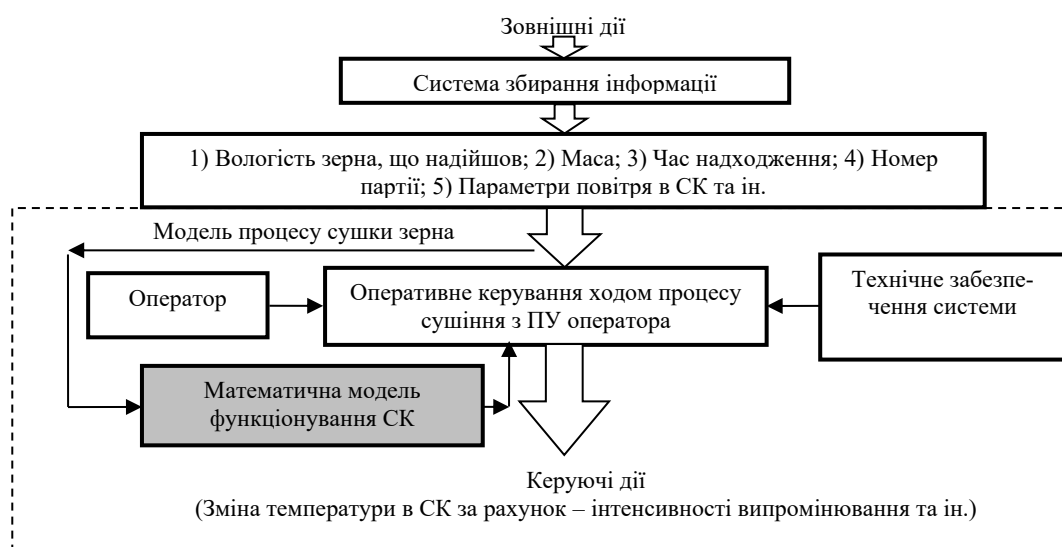 Зовнішні дії
Система збирання інформації
1) Вологість зерна, що надійшов; 2) Маса; 3) Час надходження; 4) Номер
партії; 5) Параметри повітря в СК та ін.
Модель процесу сушки зерна
Оператор
Оперативне керування ходом процесу
сушіння з ПУ оператора
Технічне забезпе-
чення системи
Математична модель
функціонування СК
Керуючі дії
(Зміна температури в СК за рахунок – інтенсивності випромінювання та ін.)